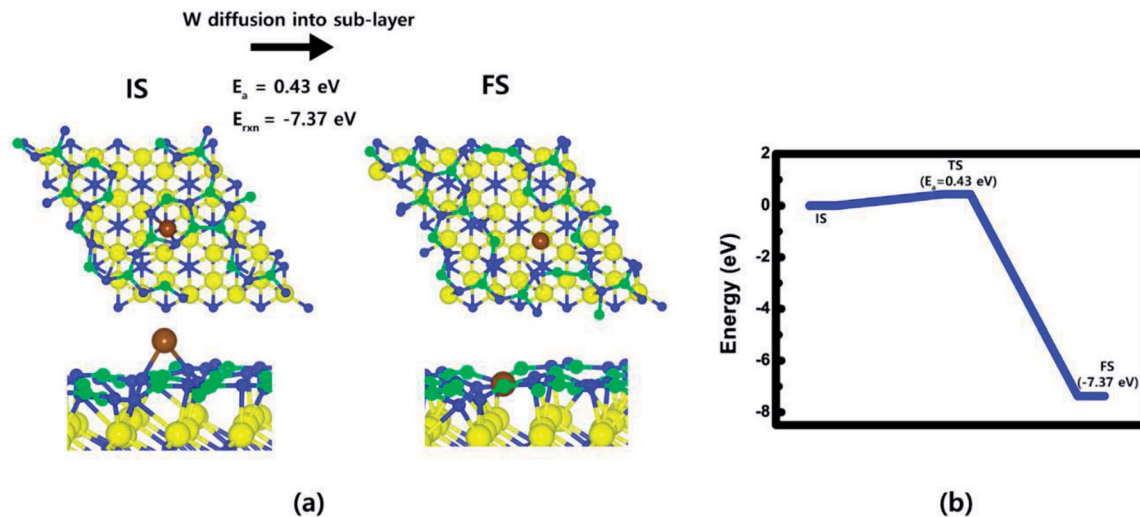 W diffusion into sub-layer
IS
Eₐ = 0.43 eV
Eᵣₓₙ = -7.37 eV
FS
(a)
Energy (eV)
2
0
-2
-4
-6
-8
IS
TS
(Eₐ=0.43 eV)
FS
(-7.37 eV)
(b)